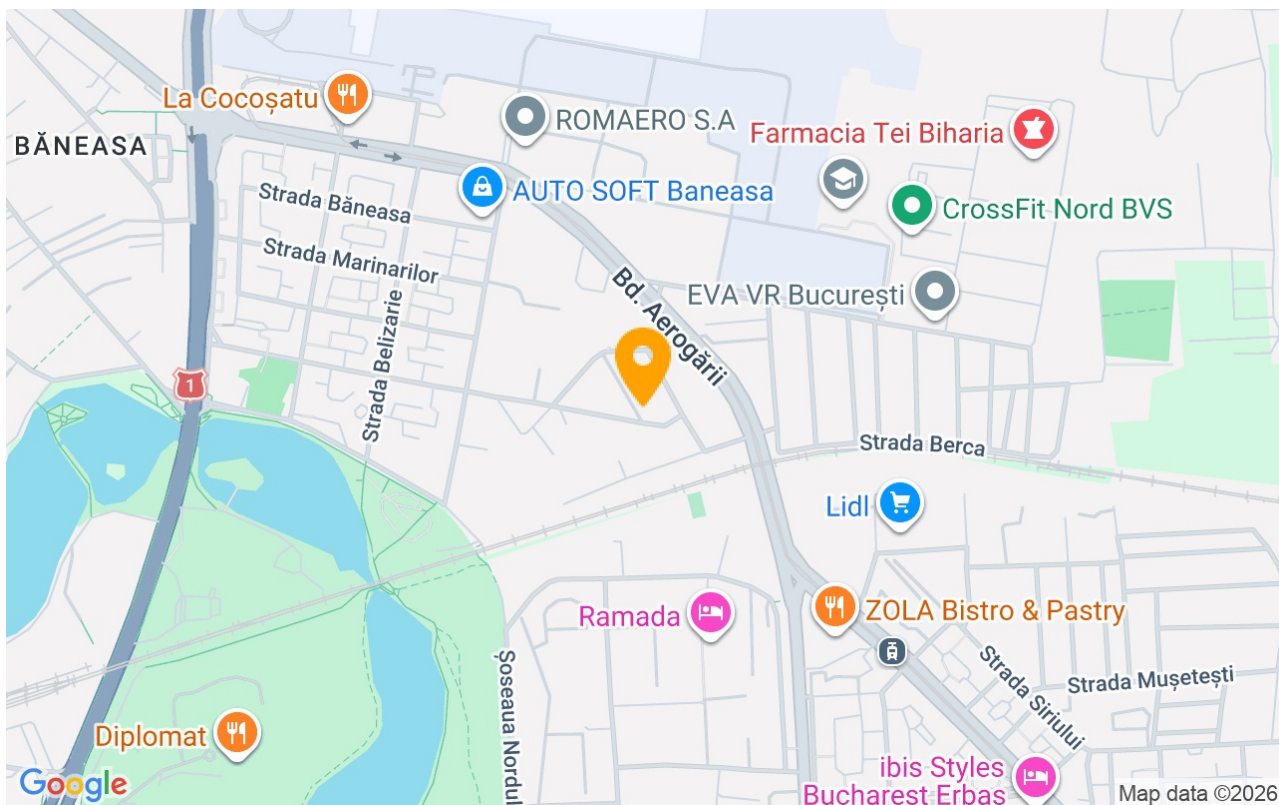 La Cocoșatu
ROMAERO S.A
BĂNEASA
Farmacia Tei Biharia
AUTO SOFT Baneasa
Strada Băneasa
CrossFit Nord BVS
Strada Marinarilor
EVA VR București
Bd. Aerogării
Strada Belizarie
1
Strada Berca
Lidl
Ramada
ZOLA Bistro & Pastry
Șoseaua Nordul
Strada Siriului
Strada Mușetești
Diplomat
ibis Styles
Bucharest Erbas
Google
Map data ©2026